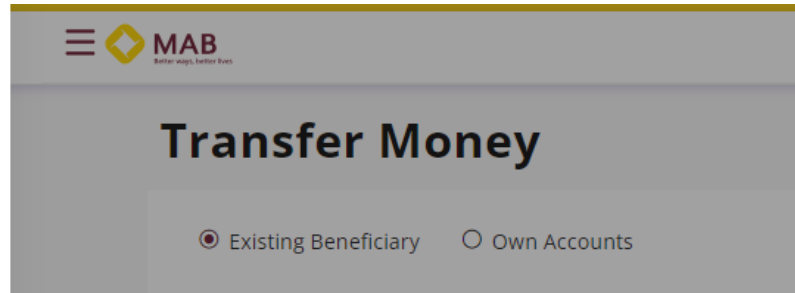 MAB
Better ways, better lives
Transfer Money
Existing Beneficiary Own Accounts